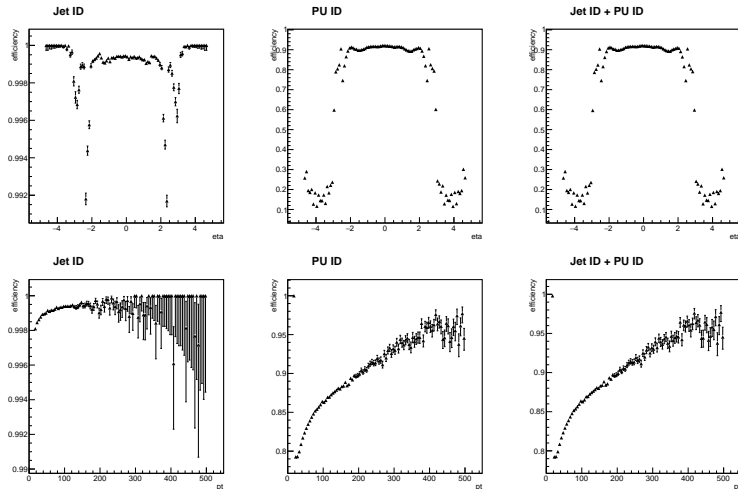 Jet ID
PU ID
Jet ID + PU ID
efficiency
1
0.998
0.996
0.994
0.992
−4 −2 0 2 4
eta
efficiency
0.9
0.8
0.7
0.6
0.5
0.4
0.3
0.2
0.1
−4 −2 0 2 4
eta
efficiency
0.9
0.8
0.7
0.6
0.5
0.4
0.3
0.2
0.1
−4 −2 0 2 4
eta
Jet ID
PU ID
Jet ID + PU ID
efficiency
1
0.998
0.996
0.994
0.992
0.99
0 100 200 300 400 500
pt
efficiency
1
0.95
0.9
0.85
0.8
0 100 200 300 400 500
pt
efficiency
1
0.95
0.9
0.85
0.8
0 100 200 300 400 500
pt